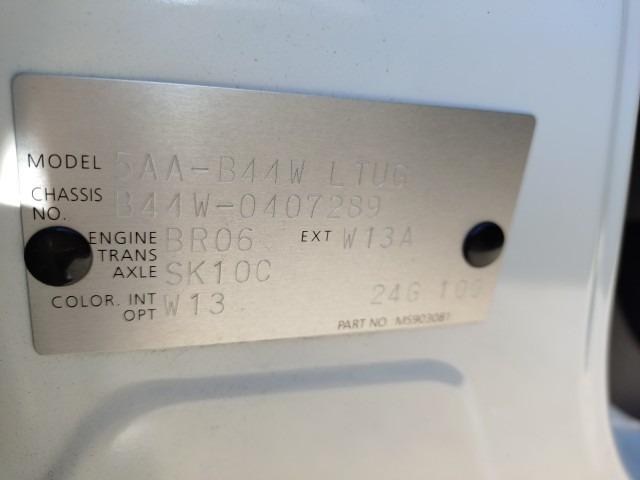 MODEL 5AA-B44W LTUG
CHASSIS NO. B44W-0407289
ENGINE BR06 EXT W13A
TRANS AXLE SK10C
COLOR. INT
OPT W13 24G 100
PART NO. MS903081